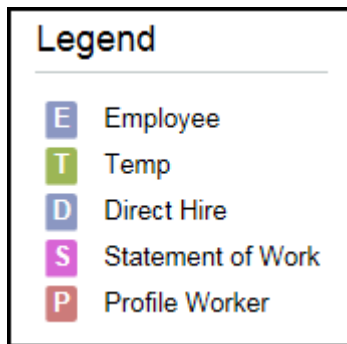 Legend
E Employee
T Temp
D Direct Hire
S Statement of Work
P Profile Worker